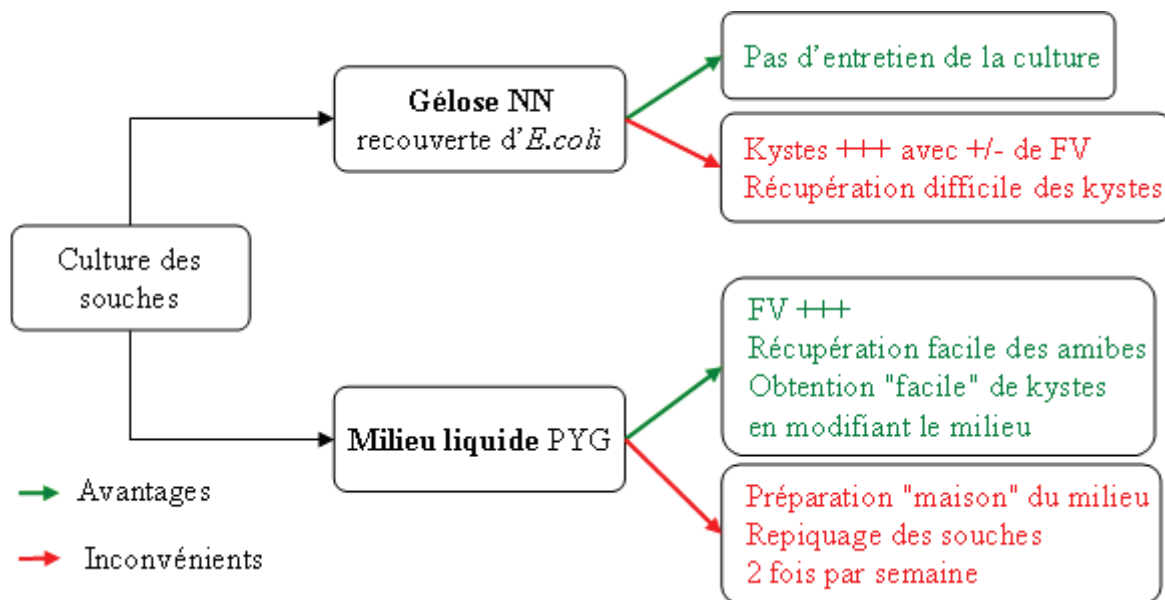 Culture des
souches
Gélose NN
recouverte d'E.coli
Pas d'entretien de la culture
Kystes +++ avec +/- de FV
Récupération difficile des kystes
Milieu liquide PYG
FV +++
Récupération facile des amibes
Obtention "facile" de kystes
en modifiant le milieu
Préparation "maison" du milieu
Repiquage des souches
2 fois par semaine
Avantages
Inconvénients